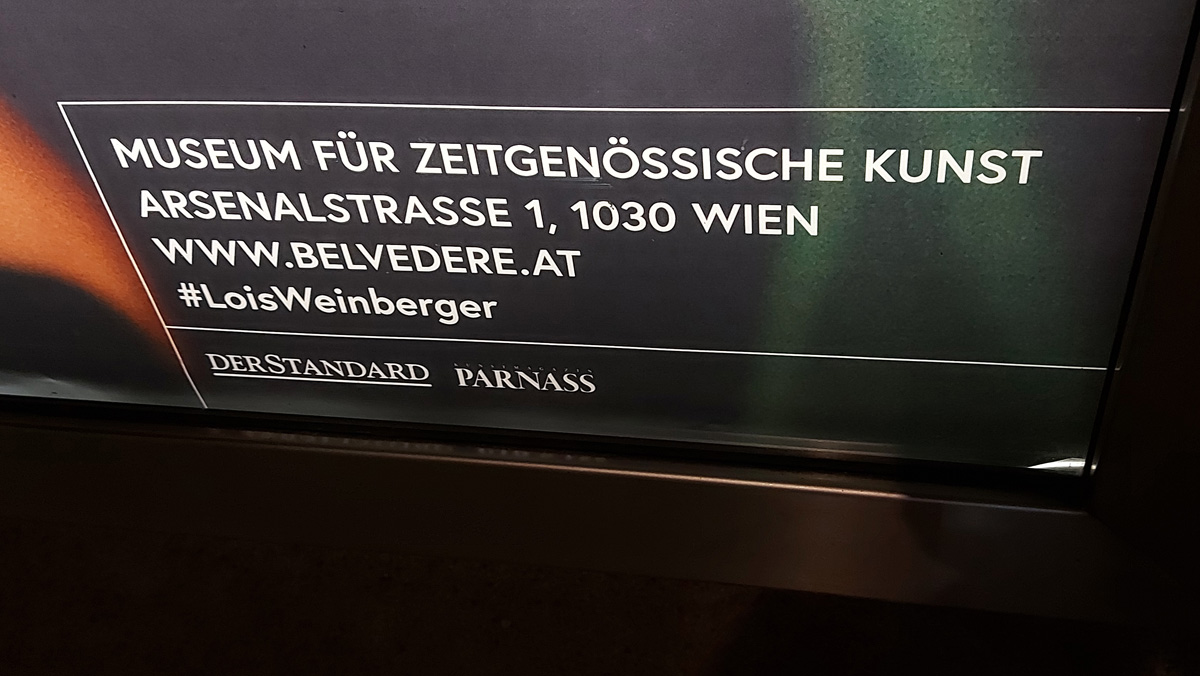 MUSEUM FÜR ZEITGENÖSSISCHE KUNST
ARSENALSTRASSE 1, 1030 WIEN
WWW.BELVEDERE.AT
#LoisWeinberger
DERSTANDARD PARNASS